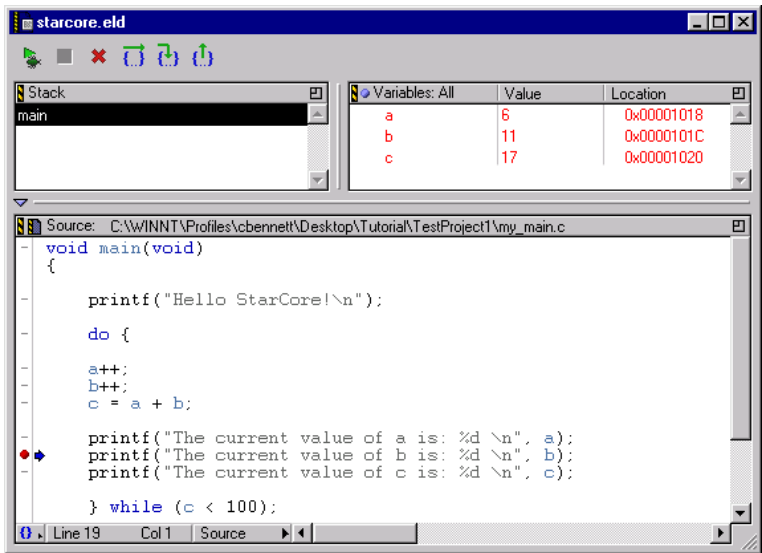 starcore.eld
Stack
main
Variables: All Value Location
a 6 0x00001018
b 11 0x0000101C
c 17 0x00001020
Source: C:\WINNT\Profiles\cbennett\Desktop\Tutorial\TestProject1\my_main.c
void main(void)
{
printf("Hello StarCore!\n");
do {
a++;
b++;
c = a + b;
printf("The current value of a is: %d \n", a);
printf("The current value of b is: %d \n", b);
printf("The current value of c is: %d \n", c);
} while (c < 100);
Line 19 Col 1 Source